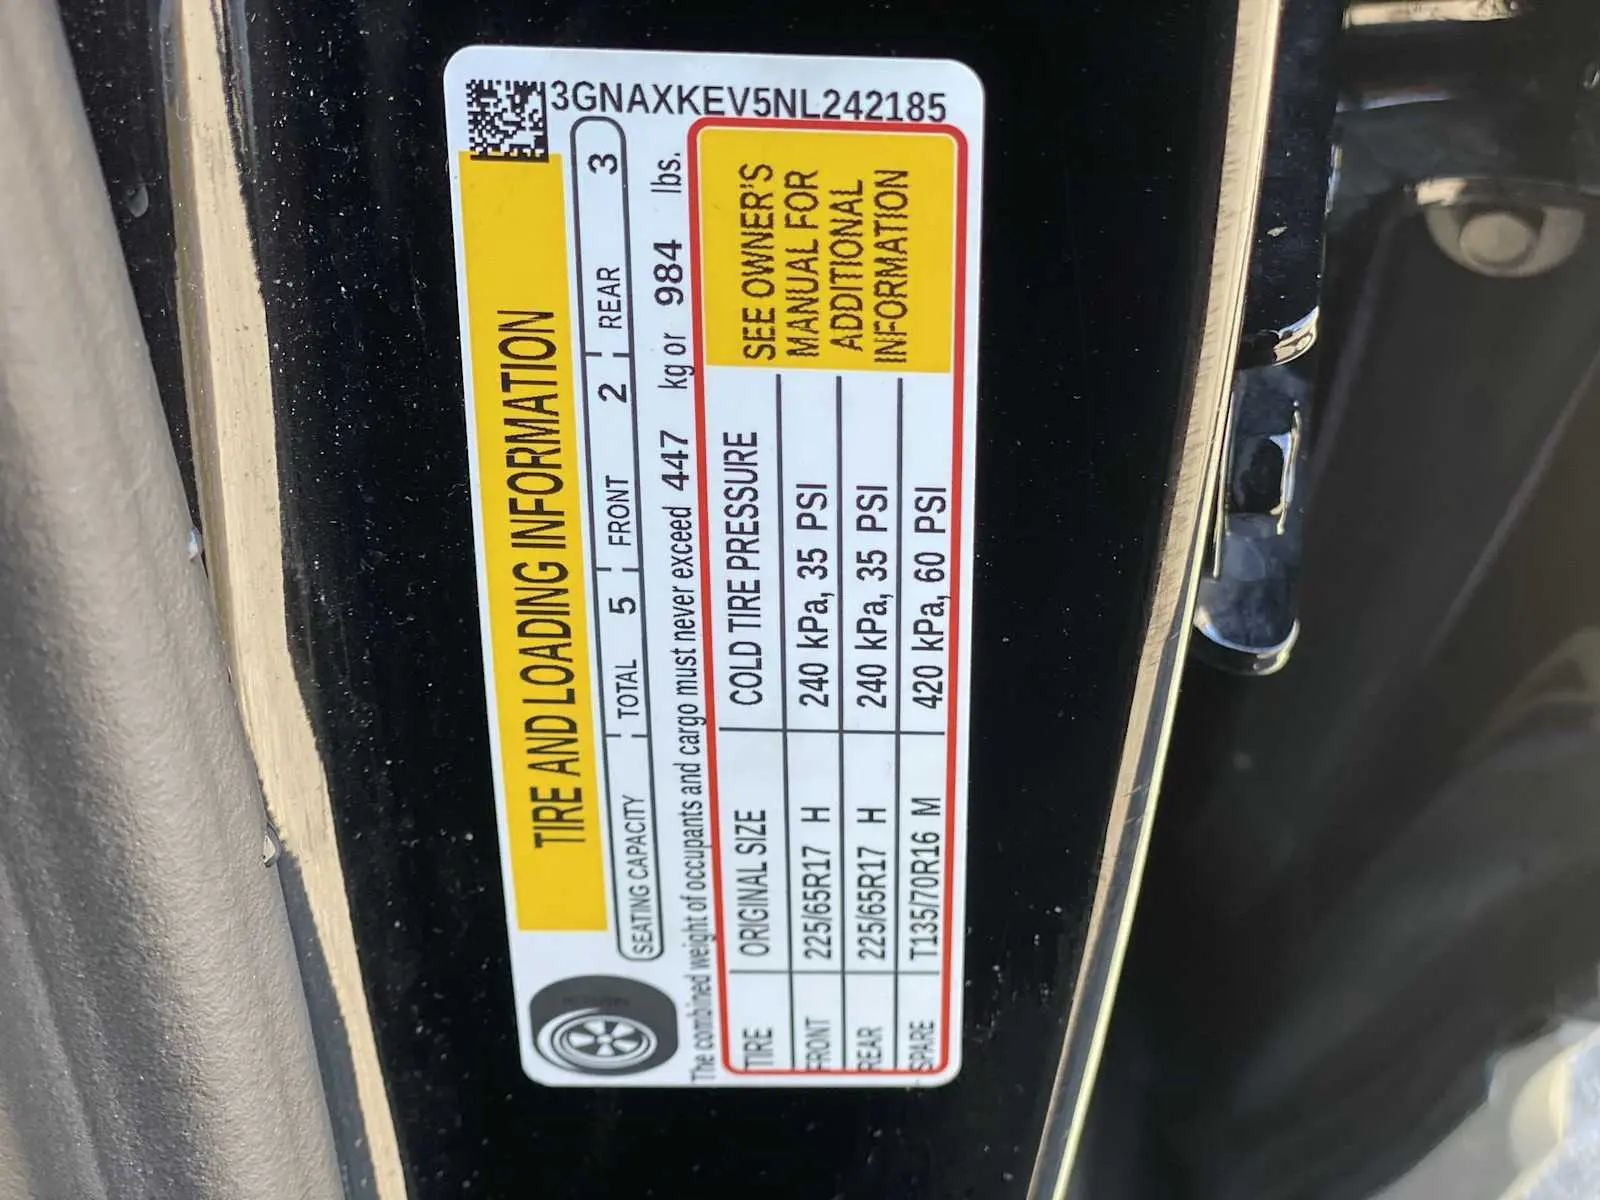 3GNAXKEV5NL242185
TIRE AND LOADING INFORMATION
SEATING CAPACITY TOTAL 5 FRONT 2 REAR 3
The combined weight of occupants and cargo must never exceed 447 kg or 984 lbs.
TIRE ORIGINAL SIZE COLD TIRE PRESSURE
FRONT 225/65R17 H 240 kPa, 35 PSI
REAR 225/65R17 H 240 kPa, 35 PSI
SPARE T135/70R16 M 420 kPa, 60 PSI
SEE OWNER'S
MANUAL FOR
ADDITIONAL
INFORMATION